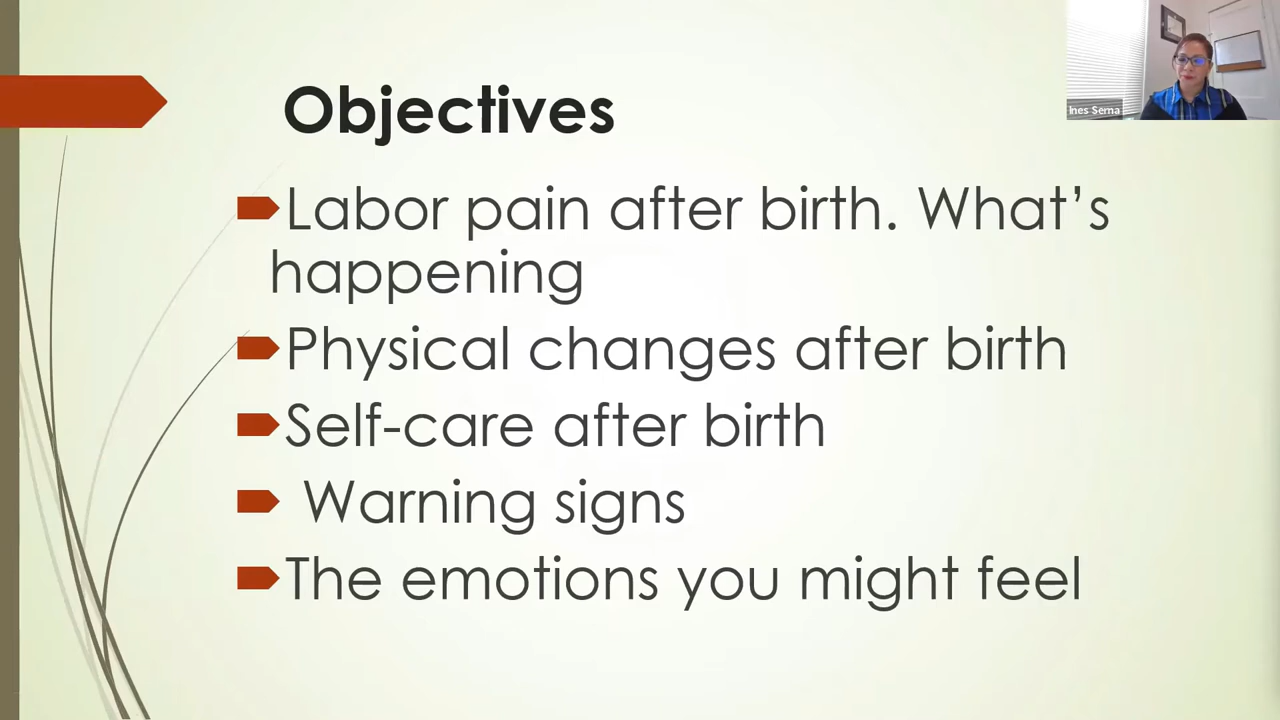 Objectives
Labor pain after birth. What’s
happening
Physical changes after birth
Self-care after birth
Warning signs
The emotions you might feel
Ines Serna